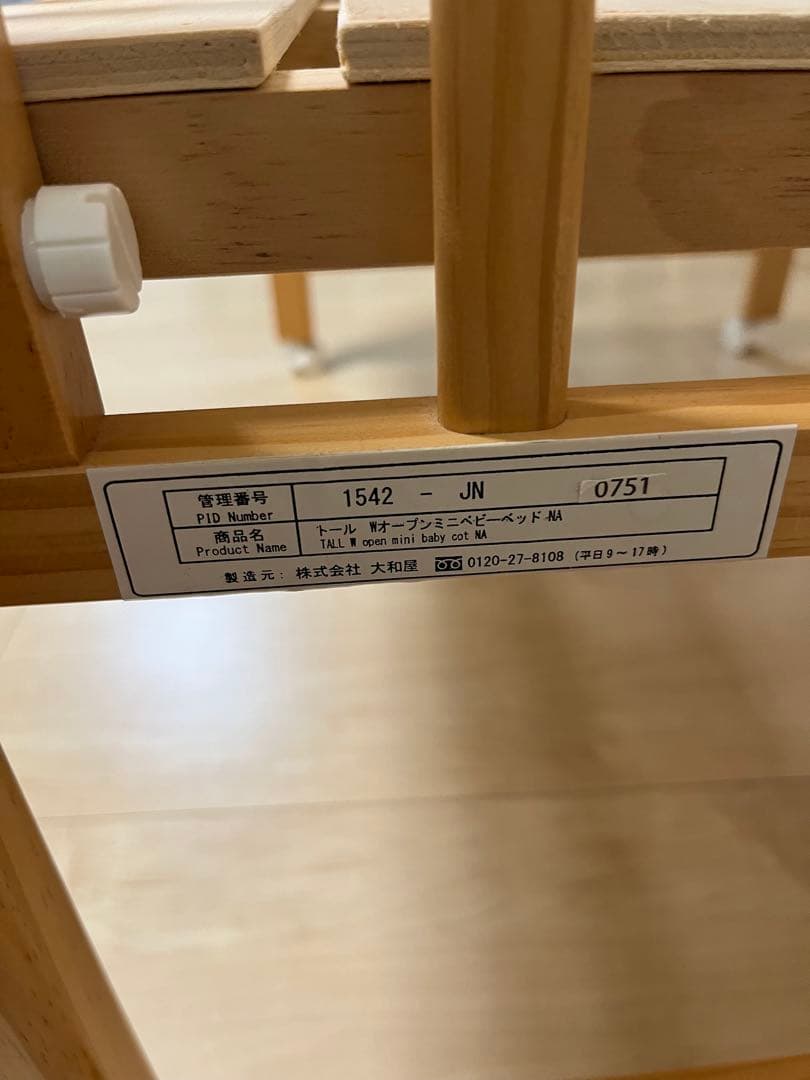 管理番号 1542 - JN 0751
PID Number
商品名 トール Wオープンミニベビーベッド NA
Product Name TALL W open mini baby cot NA
製造元: 株式会社 大和屋 0120-27-8108 (平日9~17時)